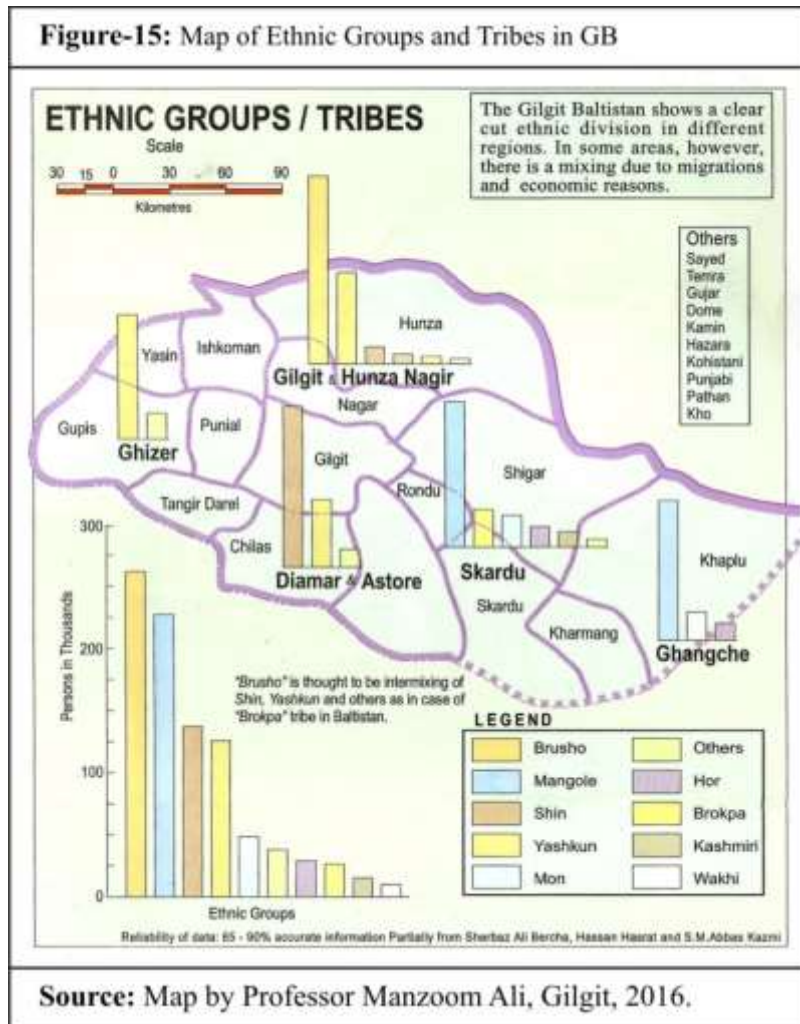 Figure-15: Map of Ethnic Groups and Tribes in GB
ETHNIC GROUPS / TRIBES
Scale
30 15 0 30 60 90
Kilometres
The Gilgit Baltistan shows a clear
cut ethnic division in different
regions. In some areas, however,
there is a mixing due to migrations
and economic reasons.
Others
Sayed
Temra
Gujar
Dome
Kamin
Hazara
Kohistani
Punjabi
Pathan
Kho
Hunza
Yasin
Ishkoman
Gilgit & Hunza Nagir
Nagar
Gupis
Punial
Ghizer
Gilgit
Shigar
Rondu
Tangir Darel
Chilas
Khaplu
Diamar & Astore
Skardu
Skardu
Kharmang
Ghangche
300
200
100
0
Persons in Thousands
Ethnic Groups
"Brusho" is thought to be intermixing of
Shin, Yashkun and others as in case of
"Brokpa" tribe in Baltistan.
LEGEND
Brusho
Others
Mangole
Hor
Shin
Brokpa
Yashkun
Kashmiri
Mon
Wakhi
Reliability of data: 65 - 90% accurate information Partially from Sherbaz Ali Bercha, Hassan Hasrat and S.M.Abbas Kazmi
Source: Map by Professor Manzoom Ali, Gilgit, 2016.